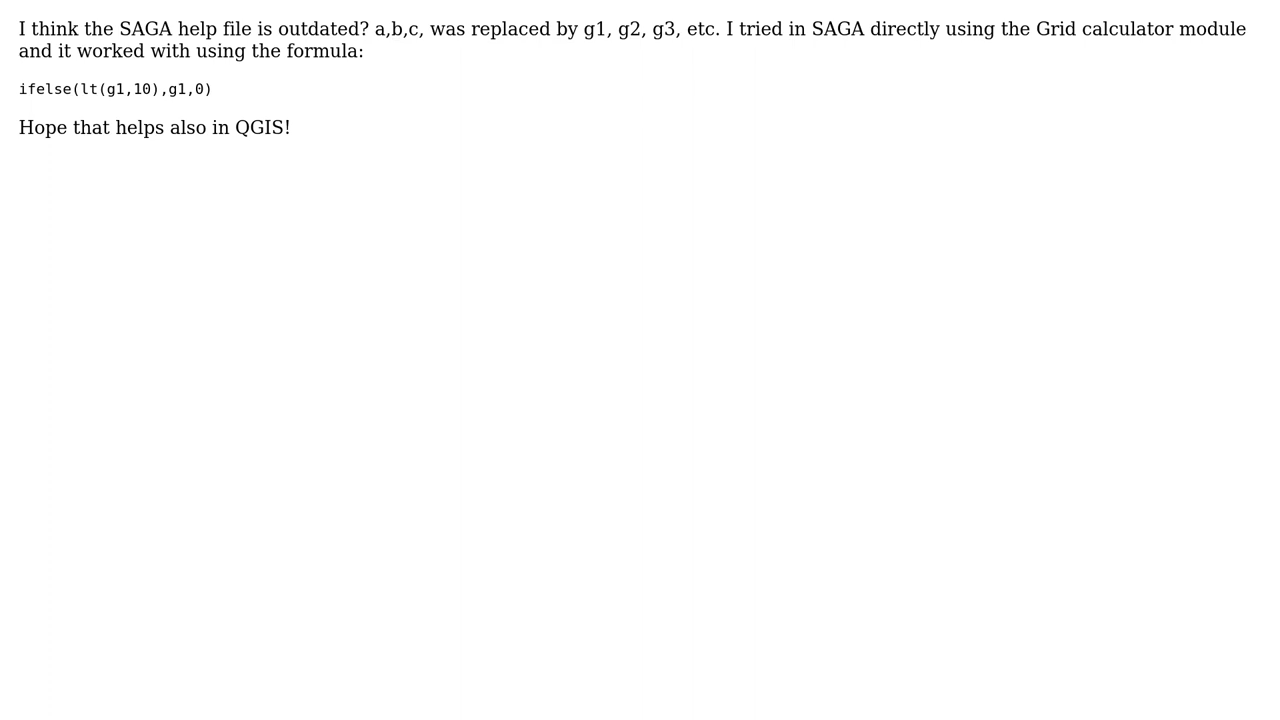 I think the SAGA help file is outdated? a,b,c, was replaced by g1, g2, g3, etc. I tried in SAGA directly using the Grid calculator module
and it worked with using the formula:
ifelse(lt(g1,10),g1,0)
Hope that helps also in QGIS!